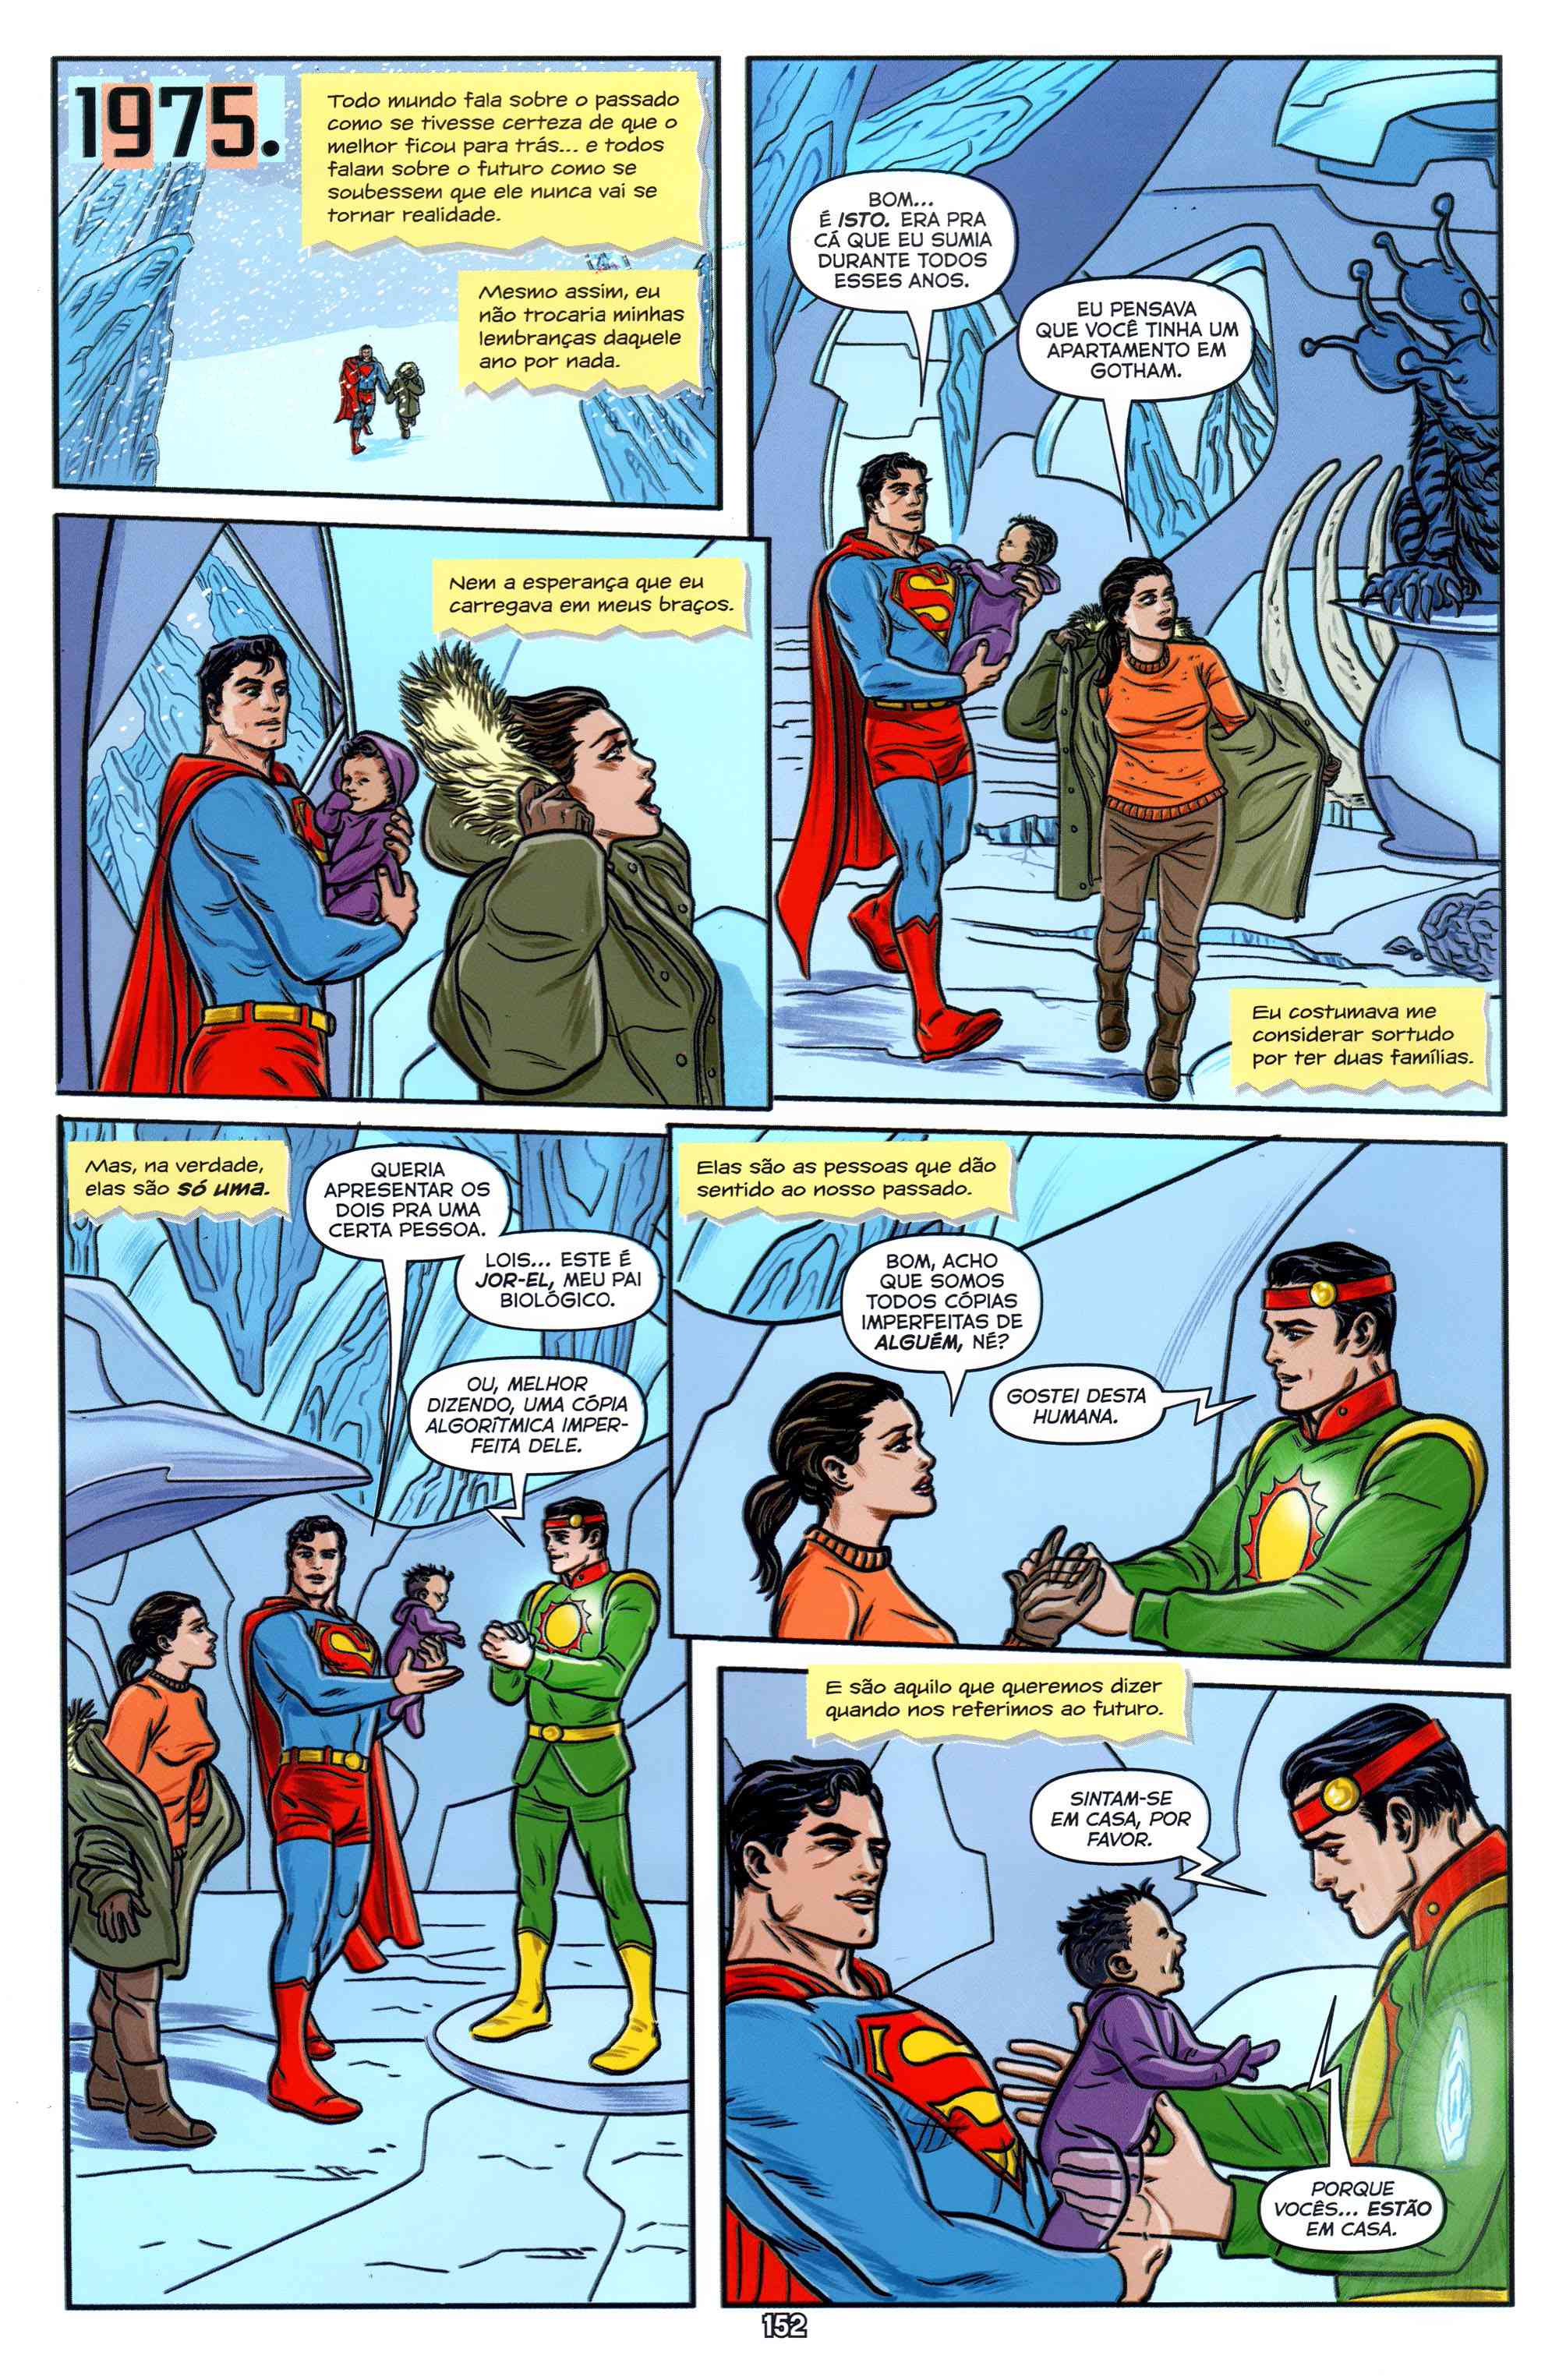 1975.
Todo mundo fala sobre o passado
como se tivesse certeza de que o
melhor ficou para trás... e todos
falam sobre o futuro como se
soubessem que ele nunca vai se
tornar realidade.
Mesmo assim, eu
não trocaria minhas
lembranças daquele
ano por nada.
Nem a esperança que eu
carregava em meus braços.
BOM...
É ISTO. ERA PRA
CÁ QUE EU SUMIA
DURANTE TODOS
ESSES ANOS.
EU PENSAVA
QUE VOCÊ TINHA UM
APARTAMENTO EM
GOTHAM.
Eu costumava me
considerar sortudo
por ter duas famílias.
Mas, na verdade,
elas são só uma.
QUERIA
APRESENTAR OS
DOIS PRA UMA
CERTA PESSOA.
LOIS... ESTE É
JOR-EL, MEU PAI
BIOLÓGICO.
OU, MELHOR
DIZENDO, UMA CÓPIA
ALGORÍTMICA IMPER-
FEITA DELE.
Elas são as pessoas que dão
sentido ao nosso passado.
BOM, ACHO
QUE SOMOS
TODOS CÓPIAS
IMPERFEITAS DE
ALGUÉM, NÉ?
GOSTEI DESTA
HUMANA.
E são aquilo que queremos dizer
quando nos referimos ao futuro.
SINTAM-SE
EM CASA, POR
FAVOR.
PORQUE
VOCÊS... ESTÃO
EM CASA.
152